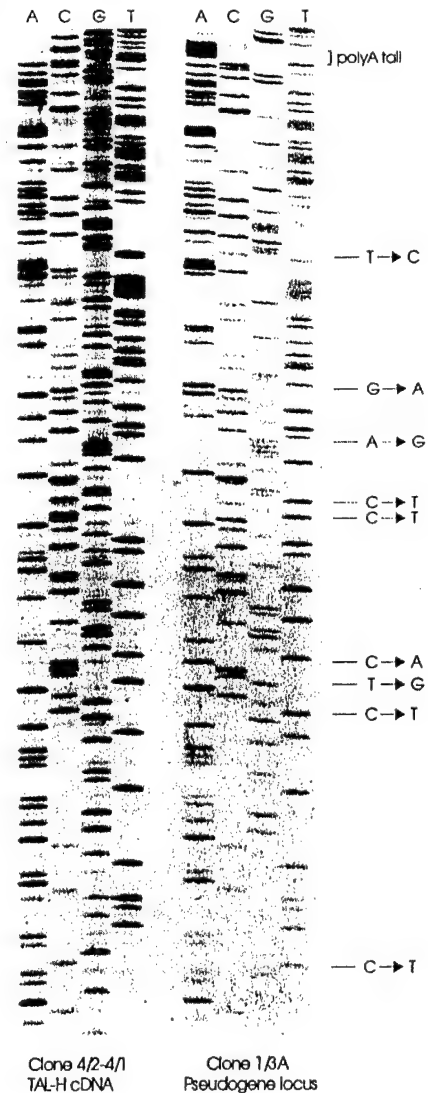 A C G T A C G T
] polyA tail
T→C
G→A
A→G
C→T
C→T
C→A
T→G
C→T
C→T
Clone 4/2-4/1
TAL-H cDNA
Clone 1/3A
Pseudogene locus